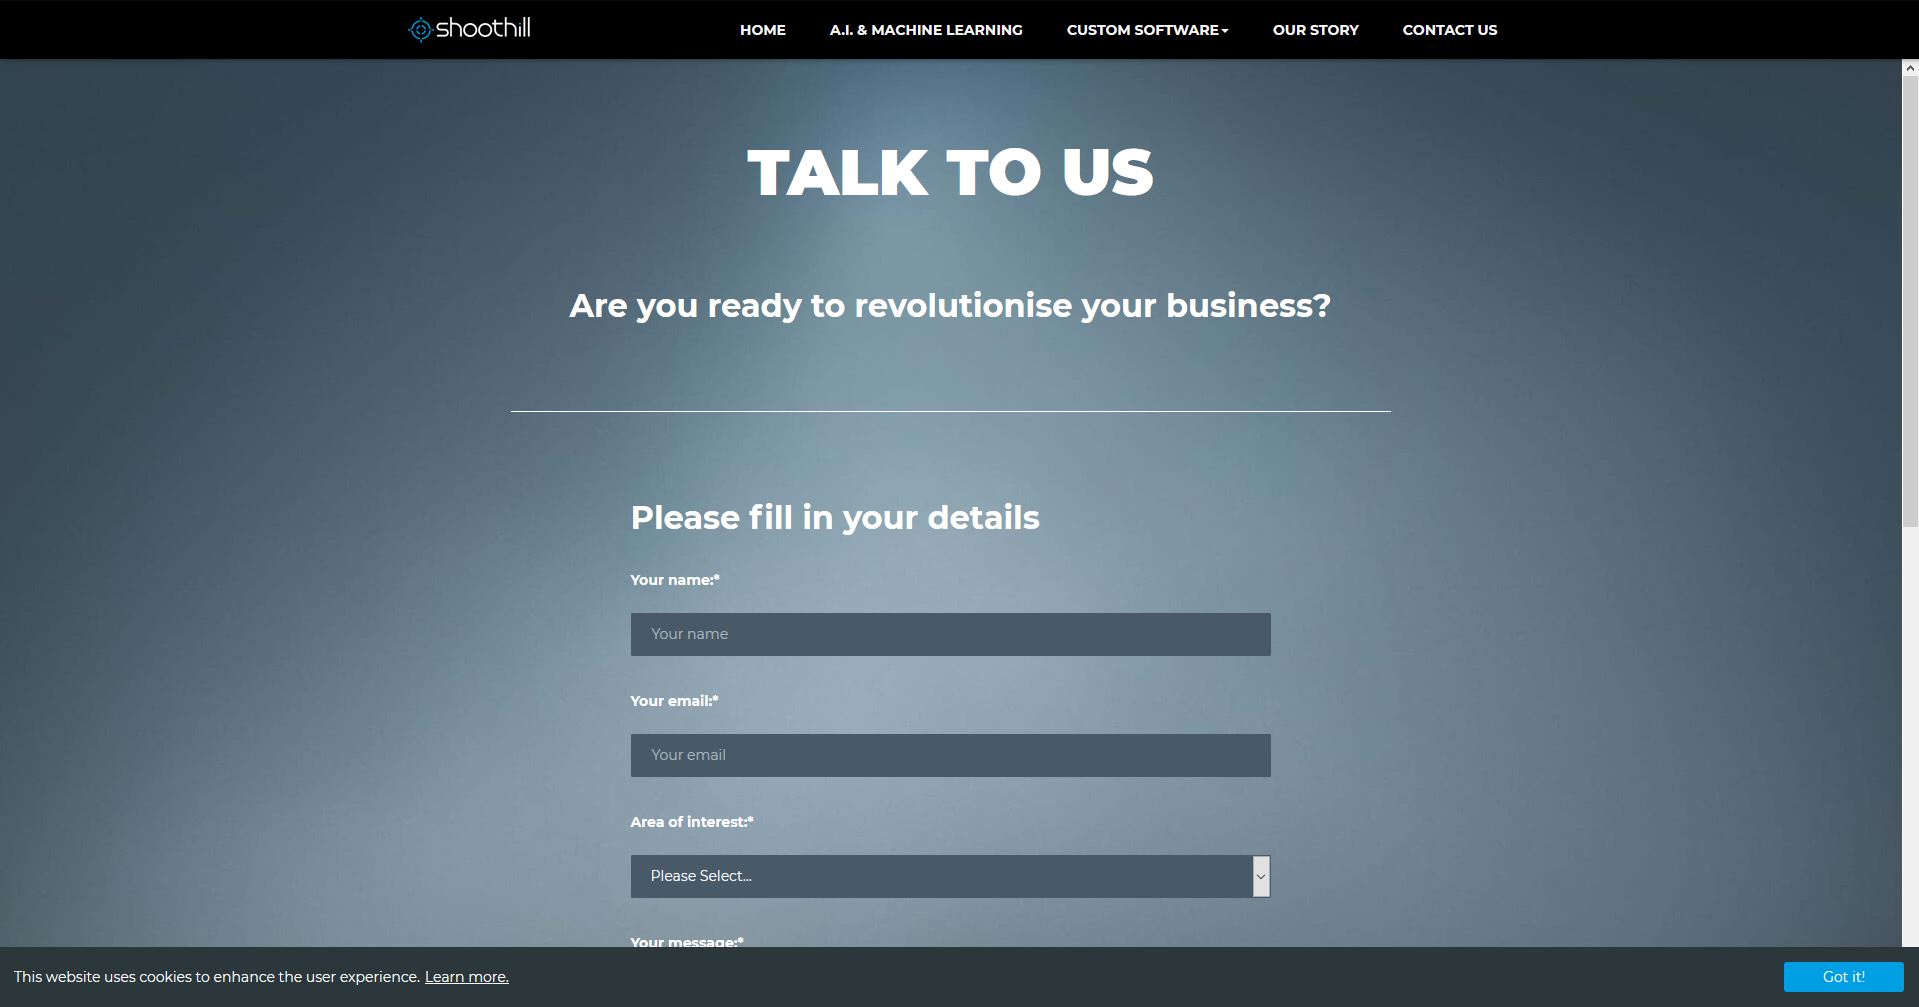 shoothill
HOME A.I. & MACHINE LEARNING CUSTOM SOFTWARE OUR STORY CONTACT US
TALK TO US
Are you ready to revolutionise your business?
Please fill in your details
Your name:*
Your name
Your email:*
Your email
Area of interest:*
Please Select...
Your message:*
This website uses cookies to enhance the user experience. Learn more.
Got it!